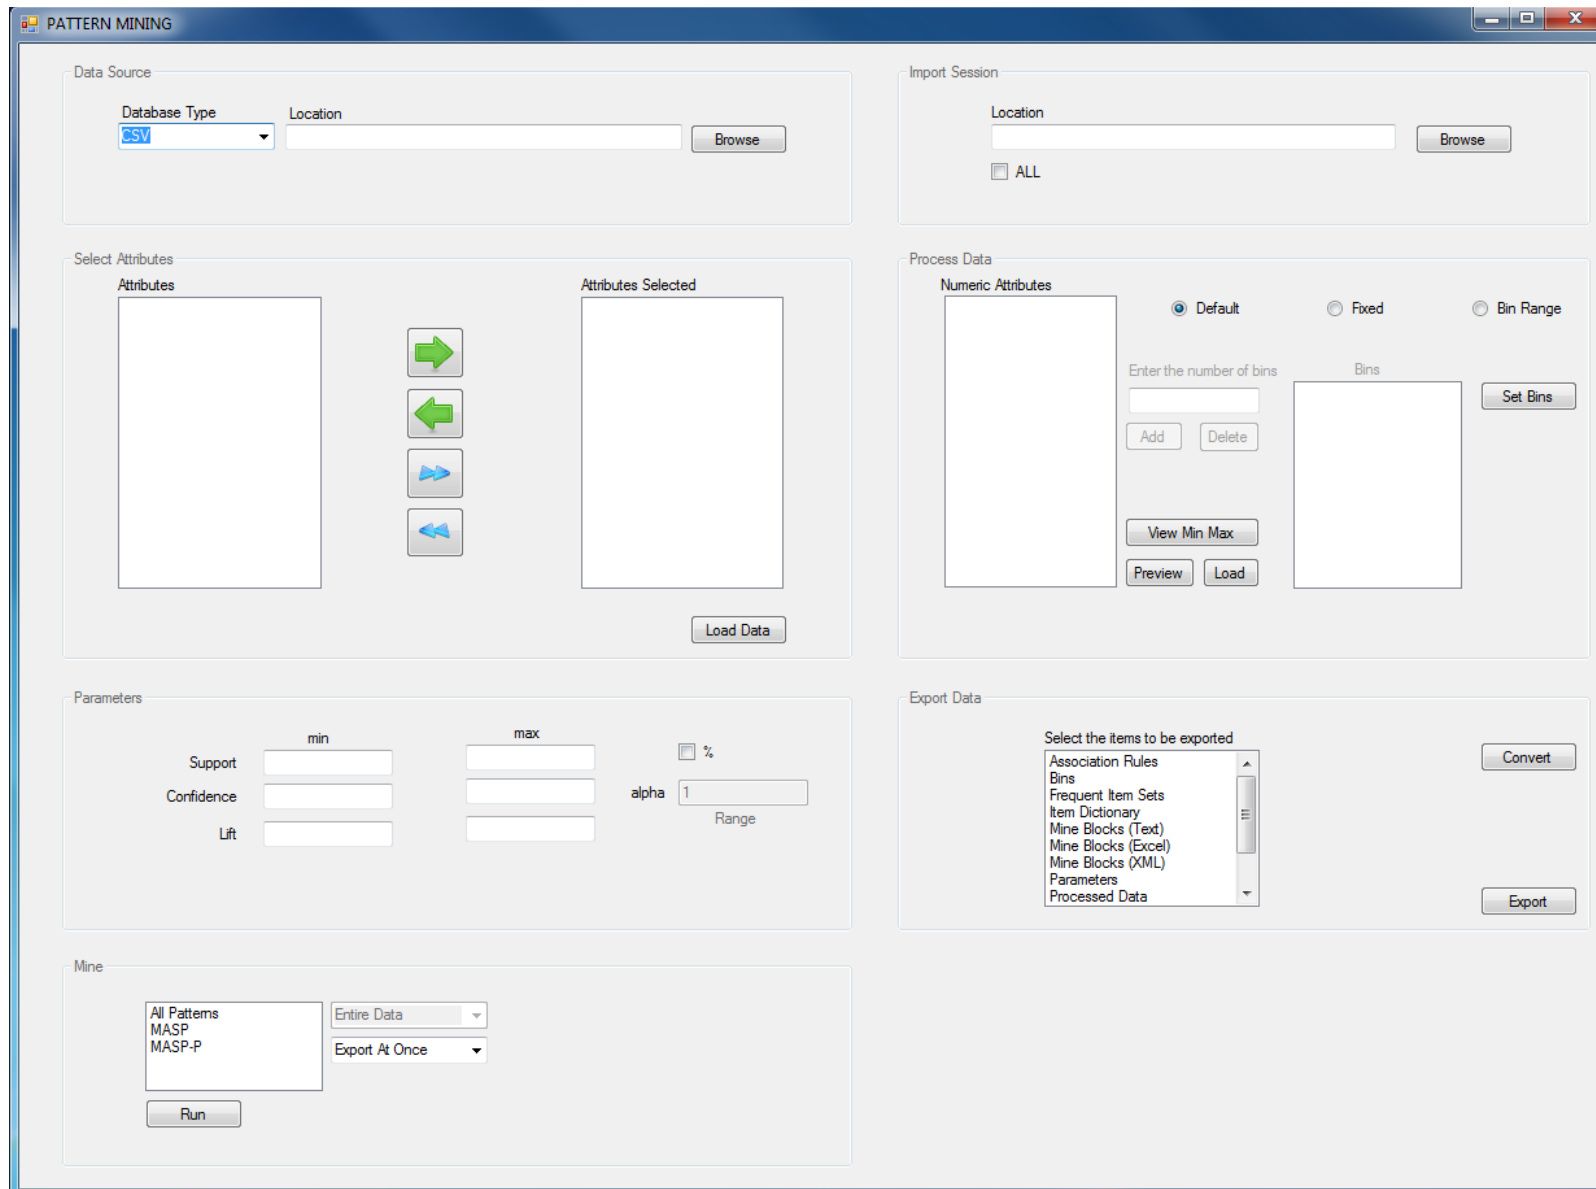 PATTERN MINING
Data Source
Database Type
Location
CSV
Browse
Import Session
Location
Browse
ALL
Select Attributes
Attributes
Attributes Selected
Load Data
Process Data
Numeric Attributes
Default
Fixed
Bin Range
Enter the number of bins
Bins
Set Bins
Add
Delete
View Min Max
Preview
Load
Parameters
min
max
Support
%
Confidence
alpha
1
Range
Lift
Export Data
Select the items to be exported
Association Rules
Bins
Frequent Item Sets
Item Dictionary
Mine Blocks (Text)
Mine Blocks (Excel)
Mine Blocks (XML)
Parameters
Processed Data
Convert
Export
Mine
All Patterns
MASP
MASP-P
Entire Data
Export At Once
Run